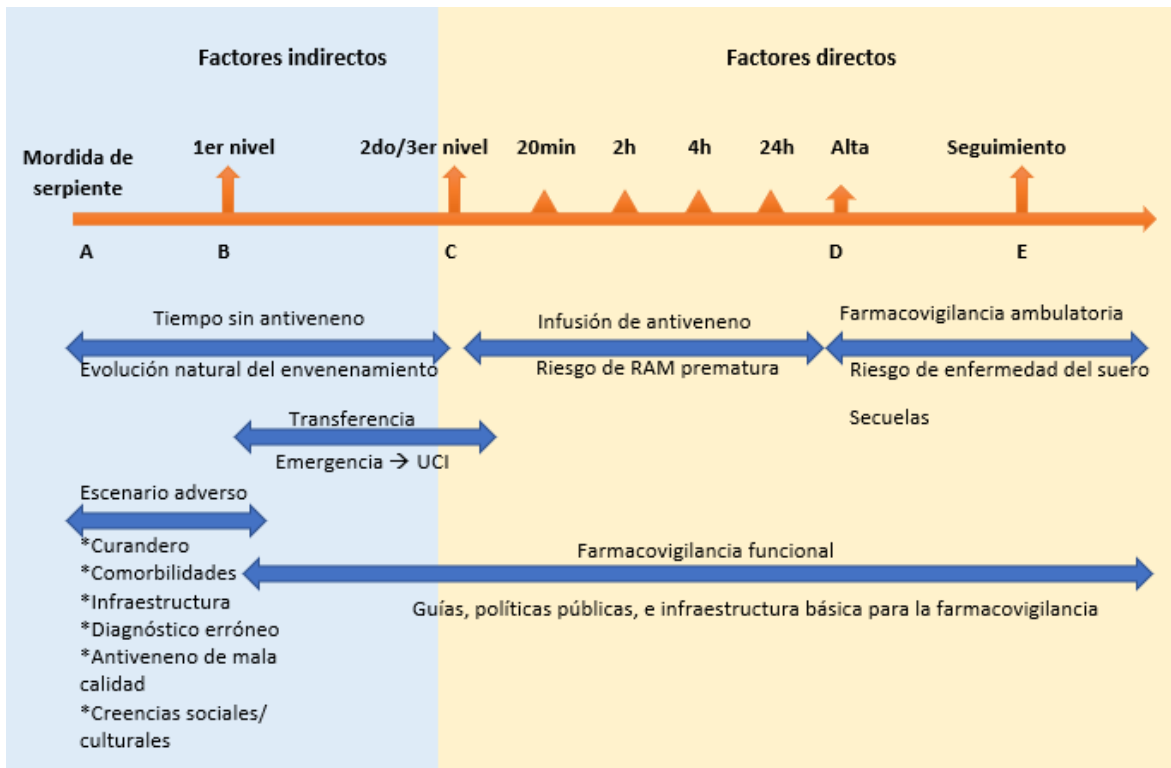 Factores indirectos
Factores directos
Mordida de
serpiente
1er nivel
2do/3er nivel
20min
2h
4h
24h
Alta
Seguimiento
A
B
C
D
E
Tiempo sin antiveneno
Evolución natural del envenenamiento
Infusión de antiveneno
Riesgo de RAM prematura
Farmacovigilancia ambulatoria
Riesgo de enfermedad del suero
Secuelas
Transferencia
Emergencia → UCI
Escenario adverso
*Curandero
*Comorbilidades
*Infraestructura
*Diagnóstico erróneo
*Antiveneno de mala
calidad
*Creencias sociales/
culturales
Farmacovigilancia funcional
Guías, políticas públicas, e infraestructura básica para la farmacovigilancia